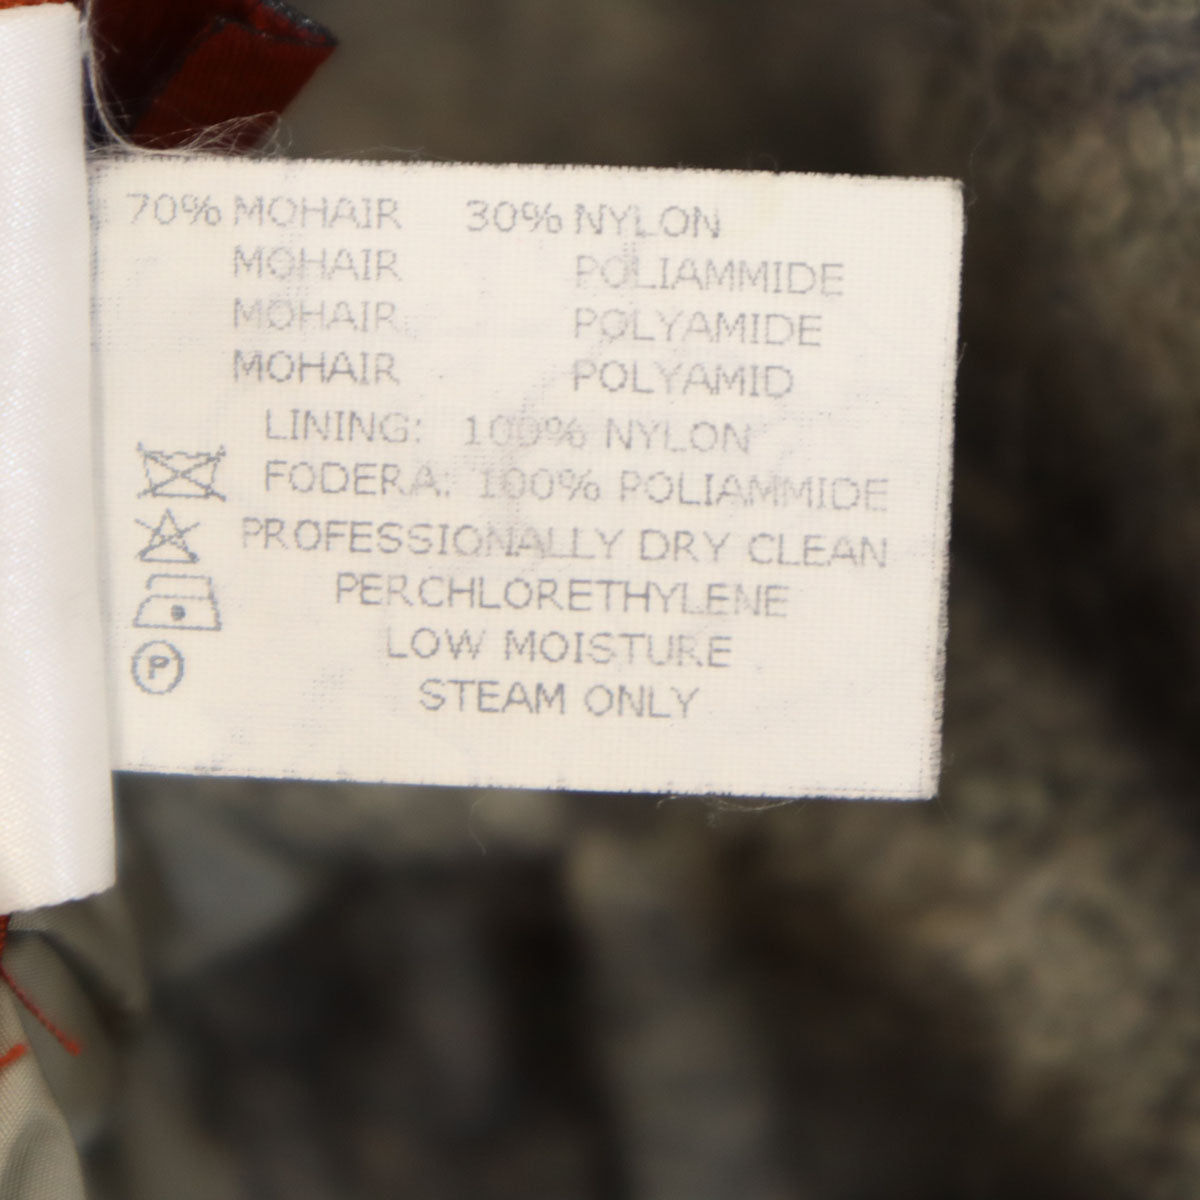 70% MOHAIR 30% NYLON
MOHAIR POLIAMMIDE
MOHAIR POLYAMIDE
MOHAIR POLYAMID
LINING: 100% NYLON
FODERA: 100% POLIAMMIDE
PROFESSIONALLY DRY CLEAN
PERCHLORETHYLENE
LOW MOISTURE
P
STEAM ONLY